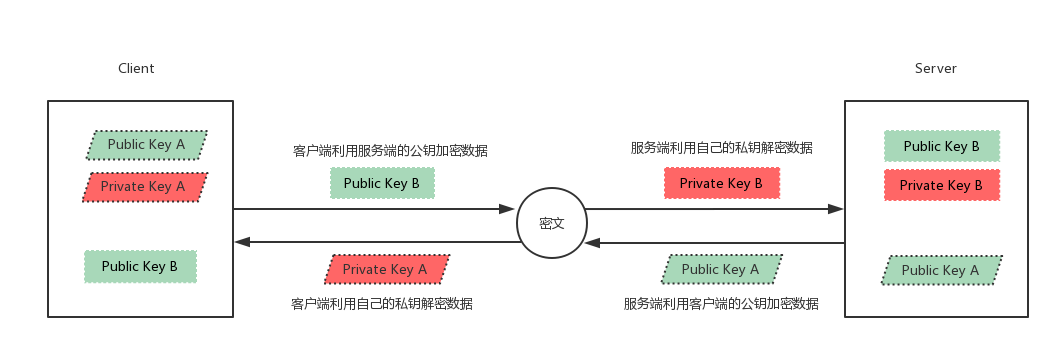 Client
Server
Public Key A
Private Key A
Public Key B
客户端利用服务端的公钥加密数据
Public Key B
密文
服务端利用自己的私钥解密数据
Private Key B
Private Key A
客户端利用自己的私钥解密数据
Public Key A
服务端利用客户端的公钥加密数据
Public Key B
Private Key B
Public Key A